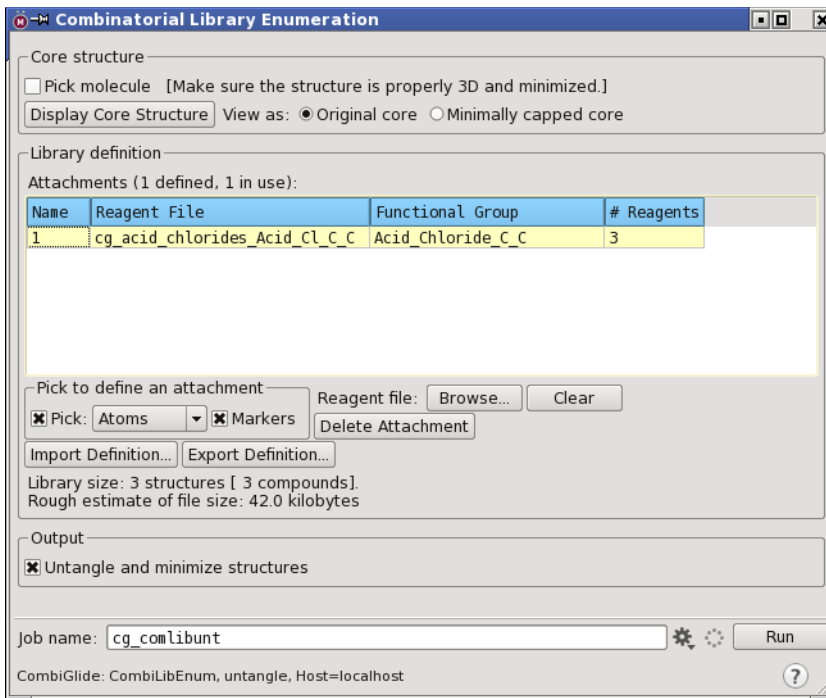 Combinatorial Library Enumeration
Core structure
Pick molecule [Make sure the structure is properly 3D and minimized.]
Display Core Structure View as: Original core Minimally capped core
Library definition
Attachments (1 defined, 1 in use):
Name Reagent File Functional Group # Reagents
1 cg_acid_chlorides_Acid_Cl_C_C Acid_Chloride_C_C 3
Pick to define an attachment
Reagent file: Browse... Clear
Pick: Atoms Markers
Delete Attachment
Import Definition... Export Definition...
Library size: 3 structures [ 3 compounds].
Rough estimate of file size: 42.0 kilobytes
Output
Untangle and minimize structures
Job name: cg_comlibunt Run
CombiGlide: CombiLibEnum, untangle, Host=localhost ?